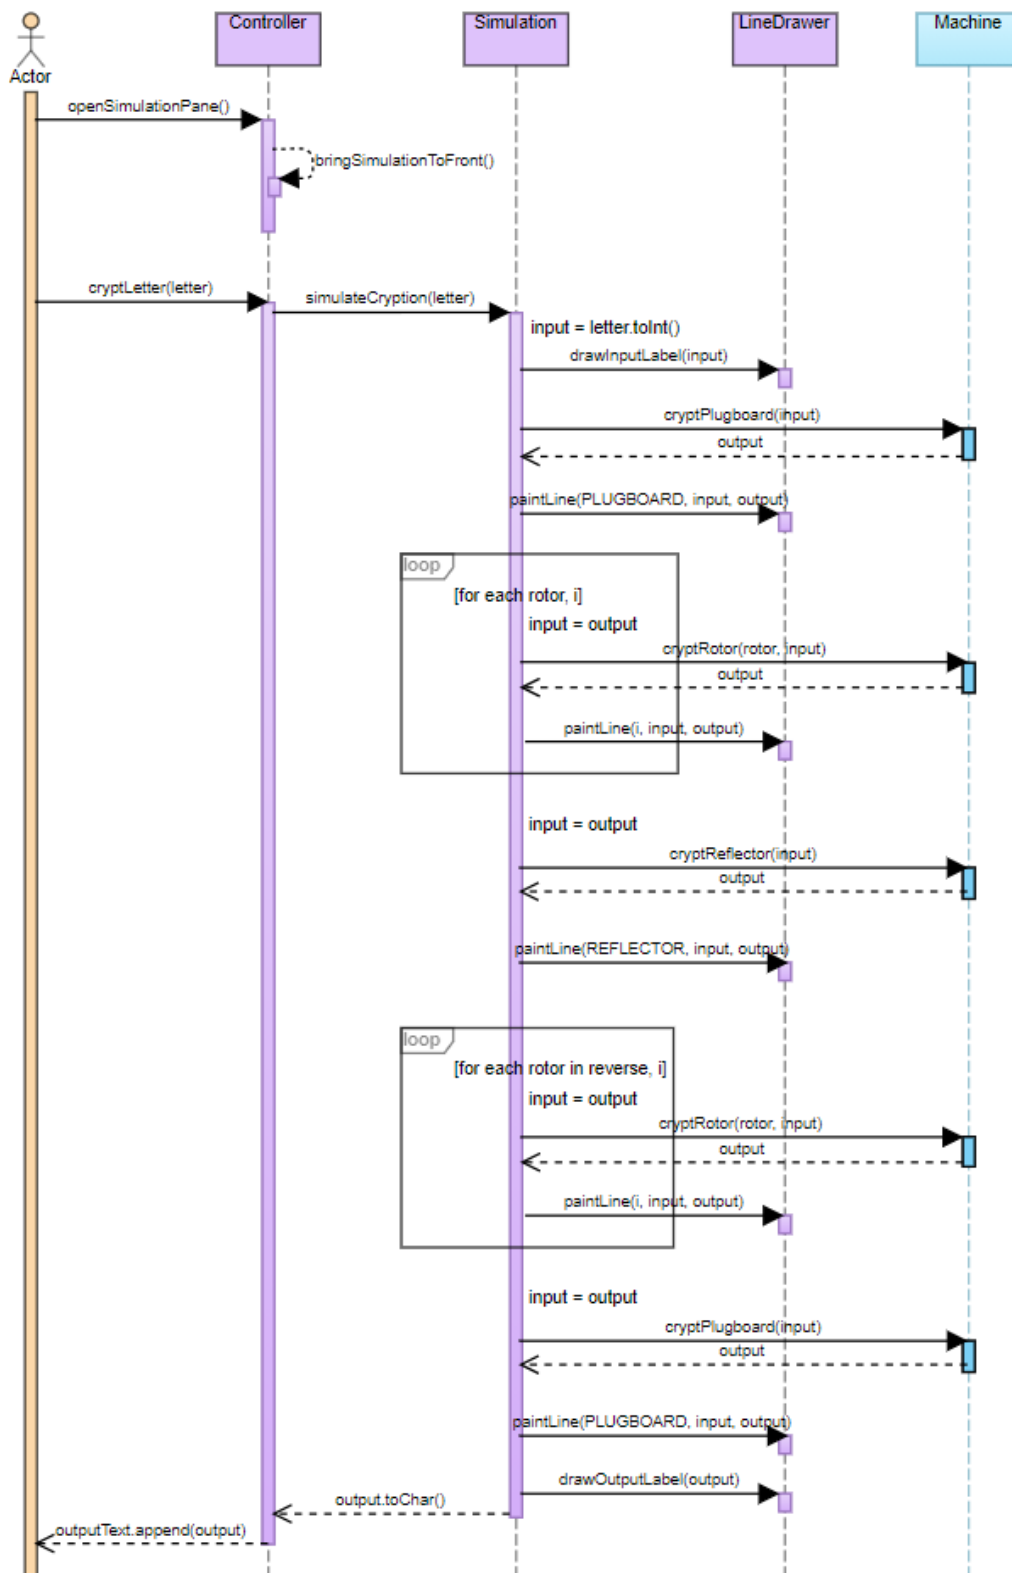 Controller
Simulation
LineDrawer
Machine
Actor
openSimulationPane()
bringSimulationToFront()
cryptLetter(letter)
simulateCryption(letter)
input = letter.toInt()
drawInputLabel(input)
cryptPlugboard(input)
output
paintLine(PLUGBOARD, input, output)
loop
[for each rotor, i]
input = output
cryptRotor(rotor, input)
output
paintLine(i, input, output)
input = output
cryptReflector(input)
output
paintLine(REFLECTOR, input, output)
loop
[for each rotor in reverse, i]
input = output
cryptRotor(rotor, input)
output
paintLine(i, input, output)
input = output
cryptPlugboard(input)
output
paintLine(PLUGBOARD, input, output)
drawOutputLabel(output)
output.toChar()
outputText.append(output)